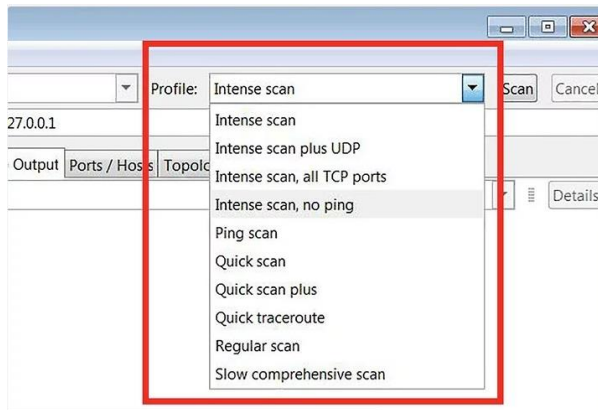 Profile: Intense scan Scan Cancel
27.0.0.1
Intense scan
Intense scan plus UDP
Output Ports / Hosts Topolo
Intense scan, all TCP ports
Intense scan, no ping Details
Ping scan
Quick scan
Quick scan plus
Quick traceroute
Regular scan
Slow comprehensive scan